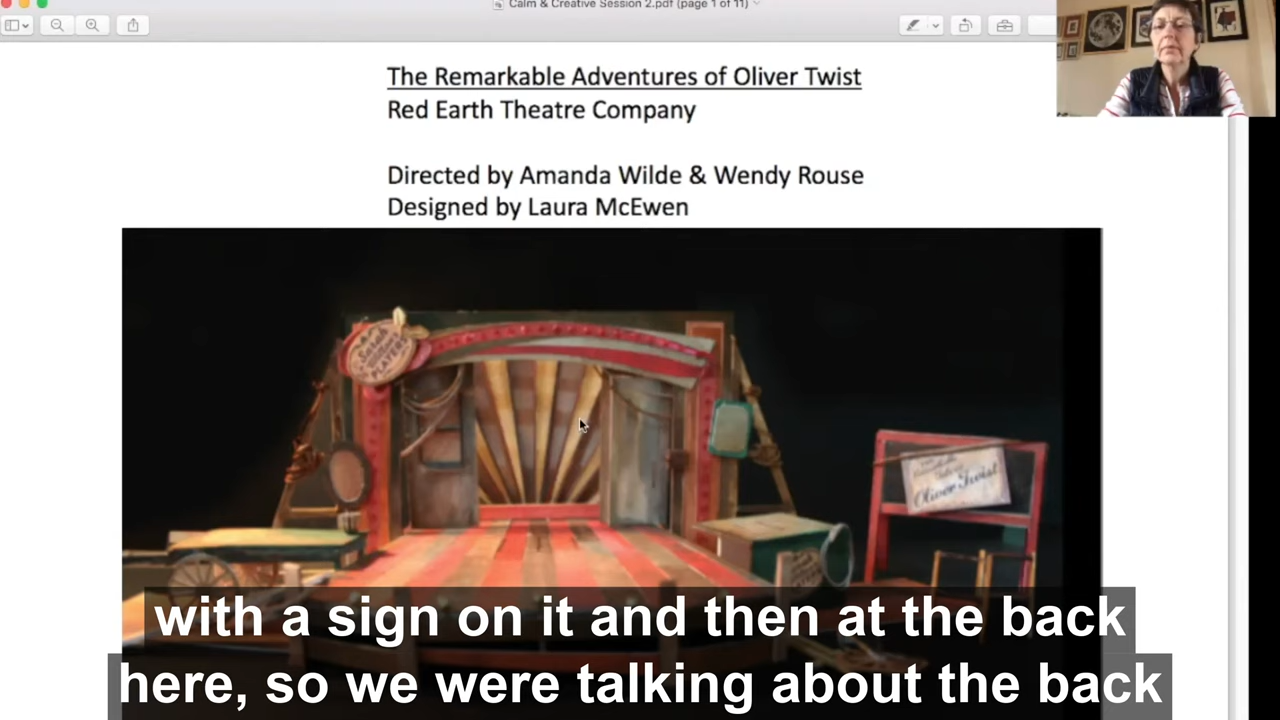 Calm & Creative Session 2.pdf (page 1 of 11)
The Remarkable Adventures of Oliver Twist
Red Earth Theatre Company
Directed by Amanda Wilde & Wendy Rouse
Designed by Laura McEwen
PLAYERS
Oliver Twist
with a sign on it and then at the back
here, so we were talking about the back